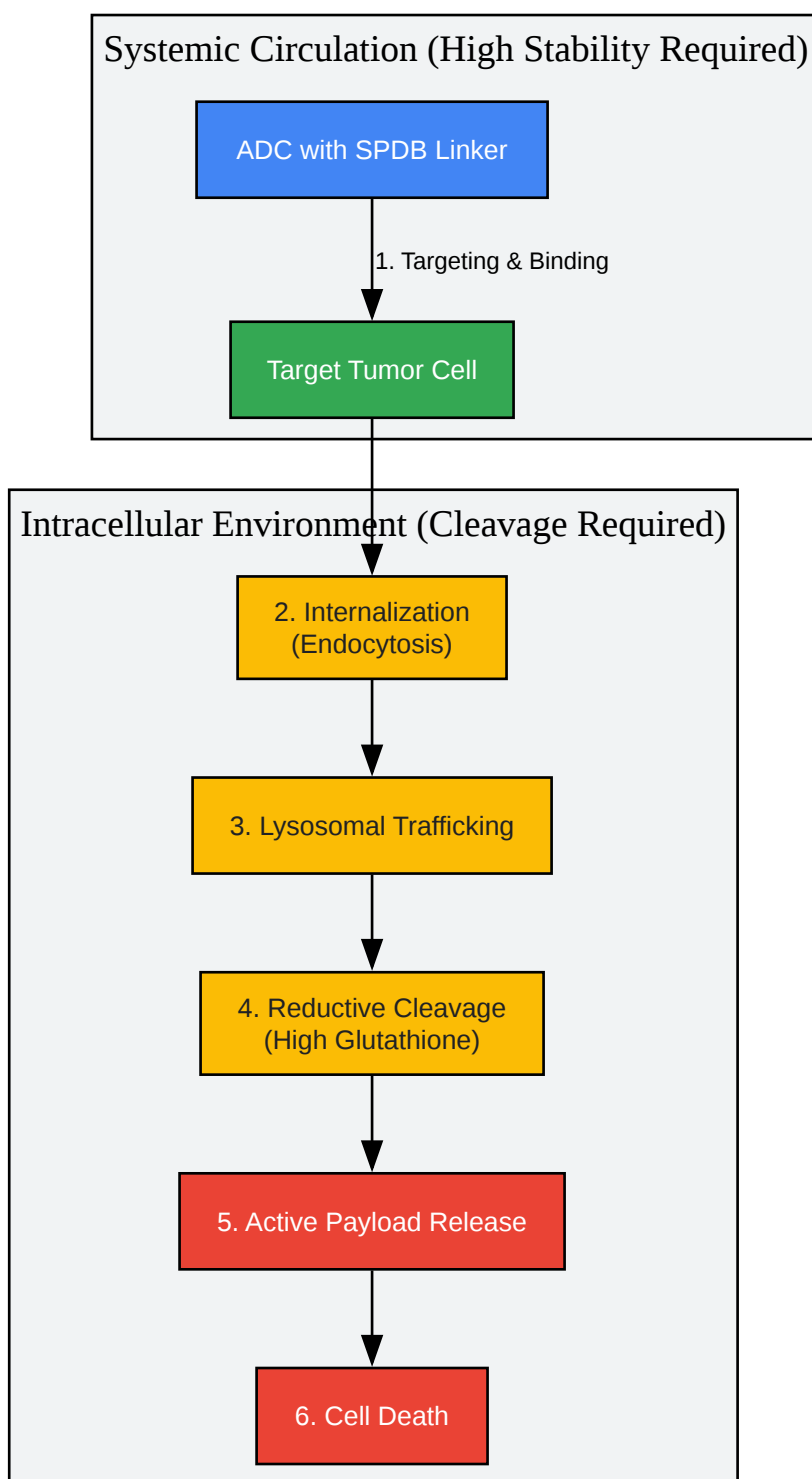 Systemic Circulation (High Stability Required)
ADC with SPDB Linker
1. Targeting & Binding
Target Tumor Cell
Intracellular Environment (Cleavage Required)
2. Internalization
(Endocytosis)
3. Lysosomal Trafficking
4. Reductive Cleavage
(High Glutathione)
5. Active Payload Release
6. Cell Death